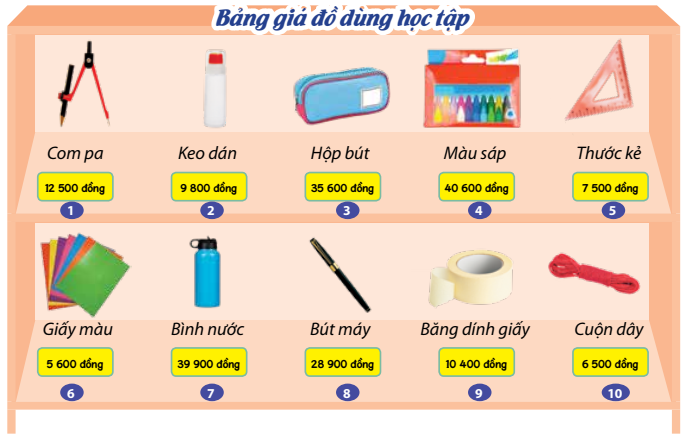 Bảng giá đồ dùng học tập
Com pa Keo dán Hộp bút Màu sáp Thước kẻ
12 500 đồng 9 800 đồng 35 600 đồng 40 600 đồng 7 500 đồng
1 2 3 4 5
Giấy màu Bình nước Bút máy Băng dính giấy Cuộn dây
5 600 đồng 39 900 đồng 28 900 đồng 10 400 đồng 6 500 đồng
6 7 8 9 10